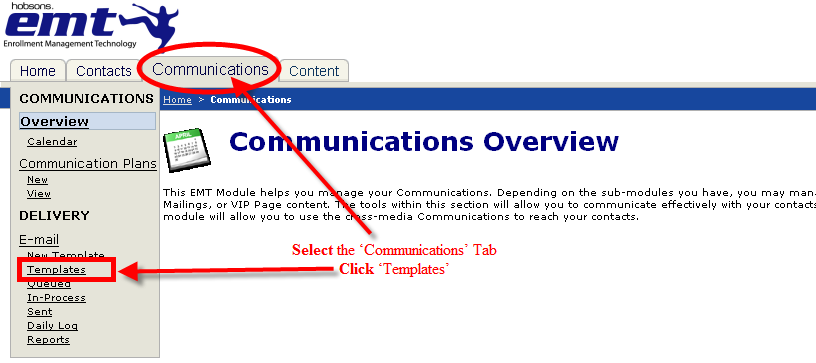 hobsons.
emt
Enrollment Management Technology
Home Contacts Communications Content
COMMUNICATIONS
Overview
Calendar
Communication Plans
New
View
DELIVERY
E-mail
New Template
Templates
Queued
In-Process
Sent
Daily Log
Reports
Home > Communications
APRIL
Communications Overview
This EMT Module helps you manage your Communications. Depending on the sub-modules you have, you may man
Mailings, or VIP Page content. The tools within this section will allow you to communicate effectively with your contacts
module will allow you to use the cross-media Communications to reach your contacts.
Select the ‘Communications’ Tab
Click ‘Templates’